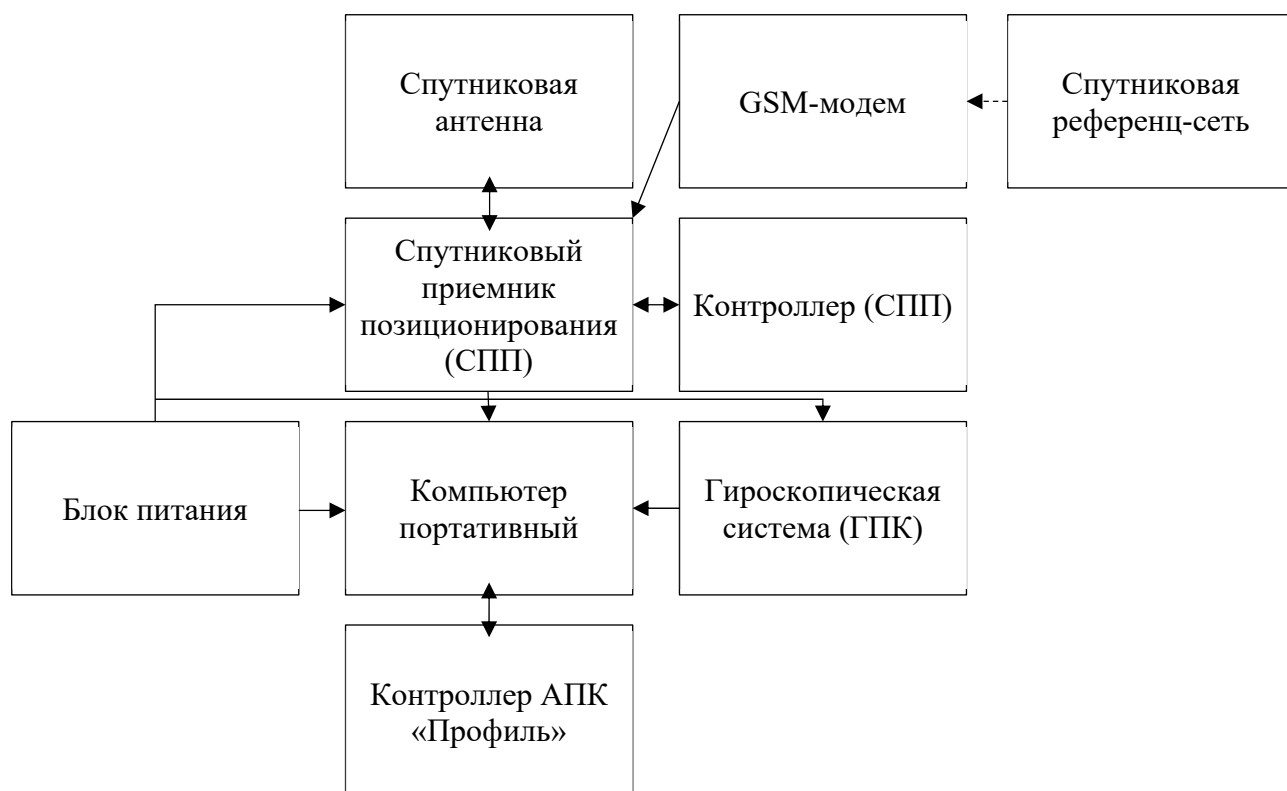 Спутниковая
антенна
GSM-модем
Спутниковая
референц-сеть
Спутниковый
приемник
позиционирования
(СПП)
Контроллер (СПП)
Блок питания
Компьютер
портативный
Гироскопическая
система (ГПК)
Контроллер АПК
«Профиль»